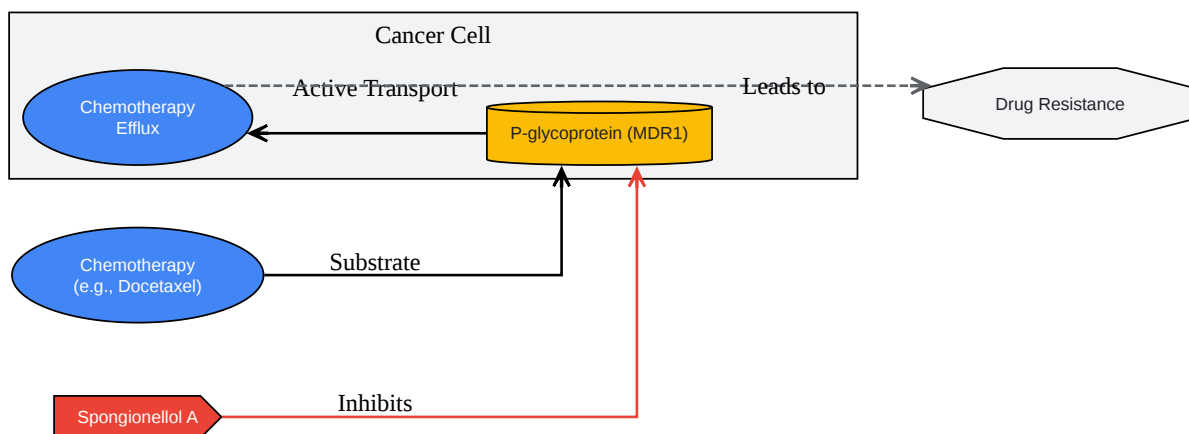 Cancer Cell
Chemotherapy
Efflux
Active Transport
Leads to
Drug Resistance
P-glycoprotein (MDR1)
Chemotherapy
(e.g., Docetaxel)
Substrate
Spongionellol A
Inhibits